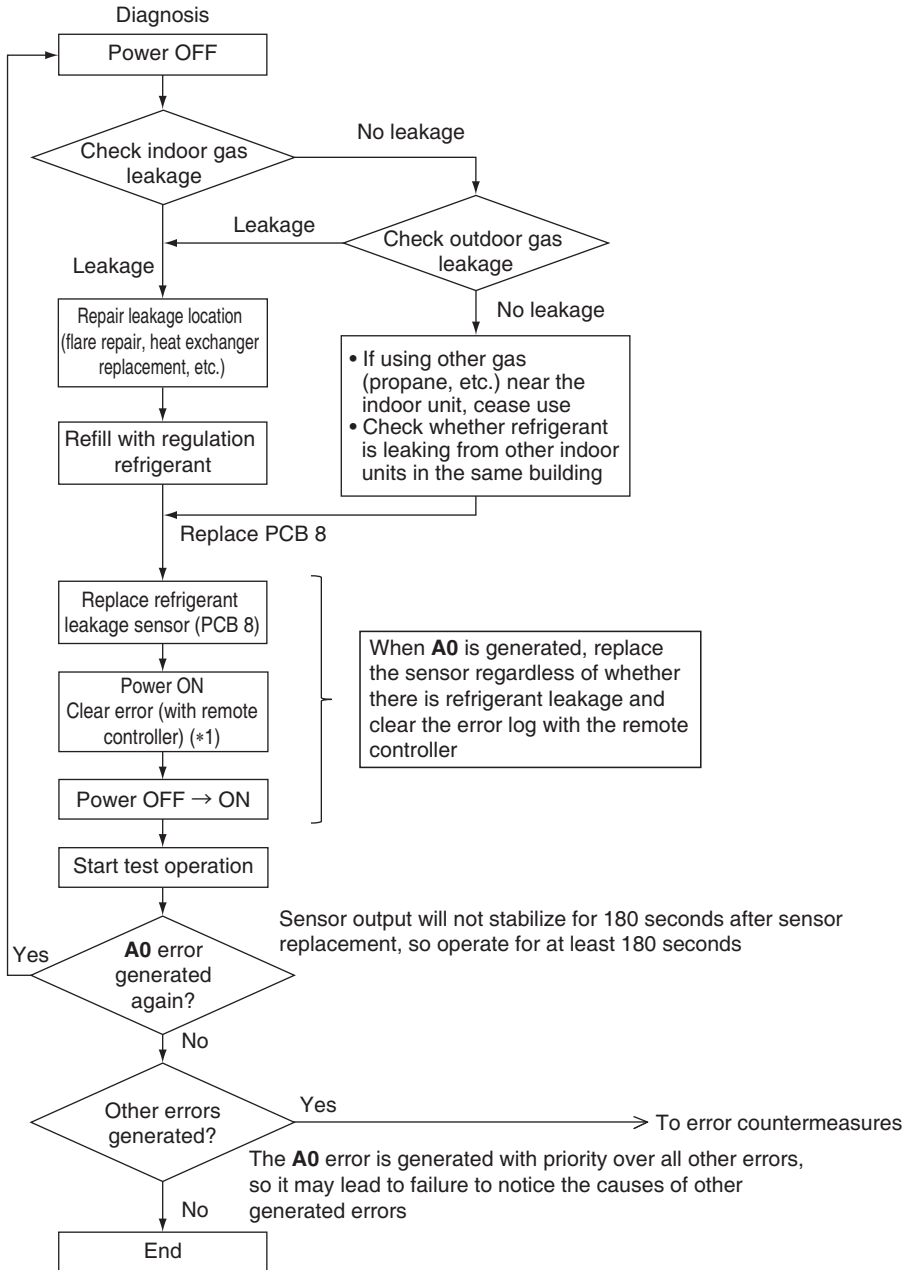 Diagnosis
Power OFF
Check indoor gas
leakage
No leakage
Leakage
Check outdoor gas
leakage
Leakage
No leakage
Repair leakage location
(flare repair, heat exchanger
replacement, etc.)
• If using other gas
(propane, etc.) near the
indoor unit, cease use
• Check whether refrigerant
is leaking from other indoor
units in the same building
Refill with regulation
refrigerant
Replace PCB 8
Replace refrigerant
leakage sensor (PCB 8)
Power ON
Clear error (with remote
controller) (*1)
Power OFF → ON
When A0 is generated, replace
the sensor regardless of whether
there is refrigerant leakage and
clear the error log with the remote
controller
Start test operation
Sensor output will not stabilize for 180 seconds after sensor
replacement, so operate for at least 180 seconds
Yes
A0 error
generated
again?
No
Other errors
generated?
Yes
To error countermeasures
The A0 error is generated with priority over all other errors,
so it may lead to failure to notice the causes of other
generated errors
No
End